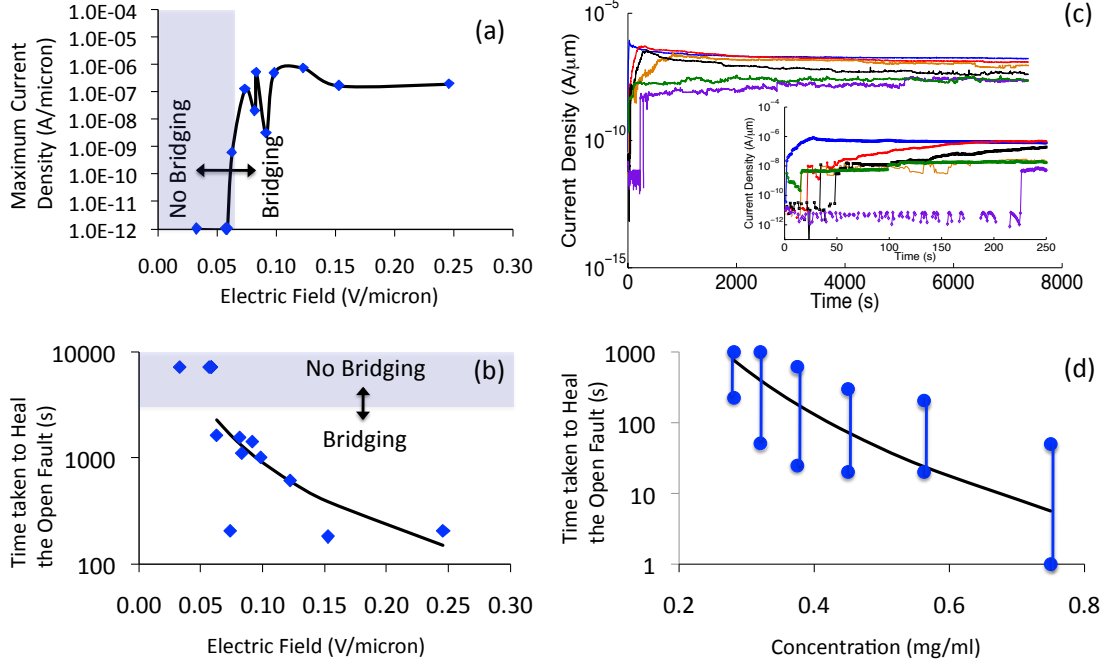 (a)
Maximum Current
Density (A/micron)
1.0E-04
1.0E-05
1.0E-06
1.0E-07
1.0E-08
1.0E-09
1.0E-10
1.0E-11
1.0E-12
No Bridging
Bridging
0.00 0.05 0.10 0.15 0.20 0.25 0.30
Electric Field (V/micron)
(c)
Current Density (A/μm)
10⁻⁵
10⁻¹⁰
10⁻¹⁵
0 2000 4000 6000 8000
Time (s)
Current Density (A/μm)
10⁻⁴
10⁻⁶
10⁻⁸
10⁻¹⁰
10⁻¹²
0 50 100 150 200 250
Time (s)
(b)
Time taken to Heal
the Open Fault (s)
10000
1000
100
No Bridging
Bridging
0.00 0.05 0.10 0.15 0.20 0.25 0.30
Electric Field (V/micron)
(d)
Time taken to Heal
the Open Fault (s)
1000
100
10
1
0.2 0.4 0.6 0.8
Concentration (mg/ml)